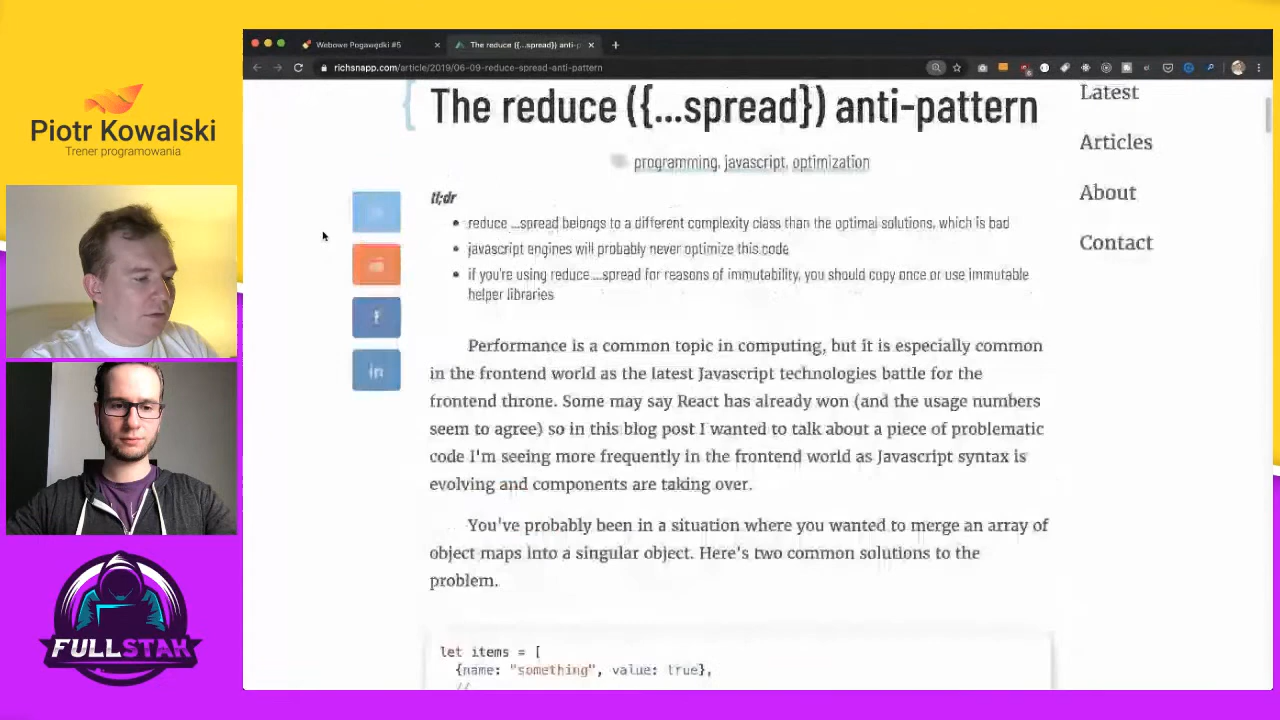 Piotr Kowalski
Trener programowania
FULLSTAK
Webowe Pogawędki #5
The reduce ({...spread}) anti-p
richsnapp.com/article/2019/06-09-reduce-spread-anti-pattern
The reduce ({...spread}) anti-pattern
programming, javascript, optimization
tl;dr
reduce ...spread belongs to a different complexity class than the optimal solutions, which is bad
javascript engines will probably never optimize this code
if you're using reduce ...spread for reasons of immutability, you should copy once or use immutable
helper libraries
Performance is a common topic in computing, but it is especially common
in the frontend world as the latest Javascript technologies battle for the
frontend throne. Some may say React has already won (and the usage numbers
seem to agree) so in this blog post I wanted to talk about a piece of problematic
code I'm seeing more frequently in the frontend world as Javascript syntax is
evolving and components are taking over.
You've probably been in a situation where you wanted to merge an array of
object maps into a singular object. Here's two common solutions to the
problem.
let items = [
{name: "something", value: true},
//
Latest
Articles
About
Contact
f
in